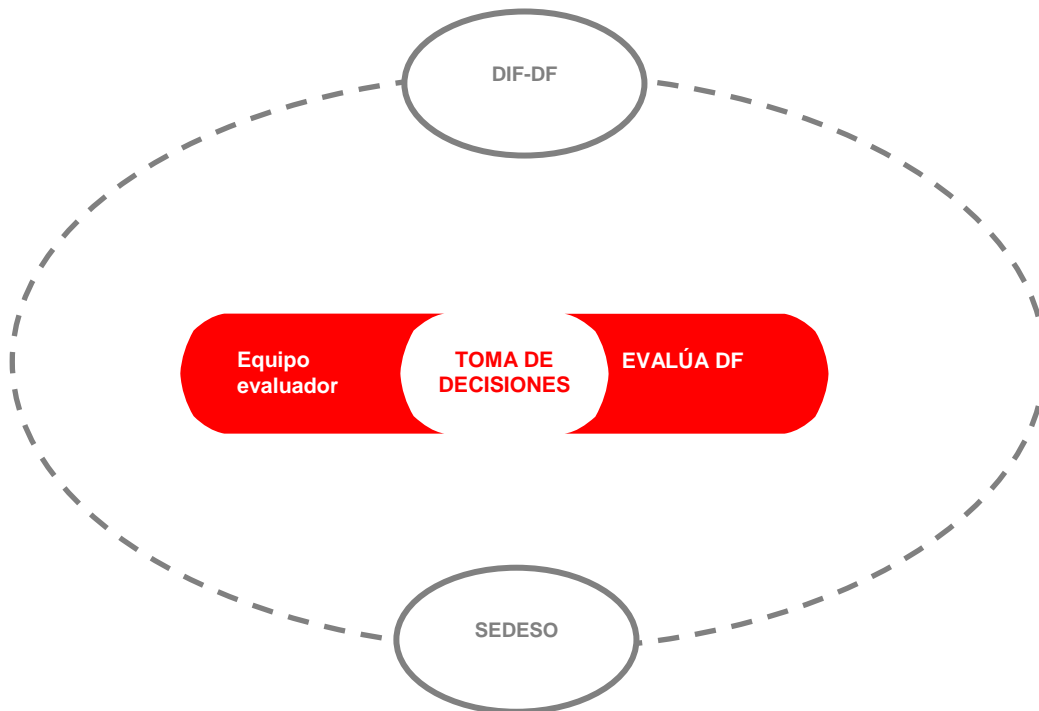 DIF-DF
Equipo
evaluador
TOMA DE
DECISIONES
EVALÚA DF
SEDESO